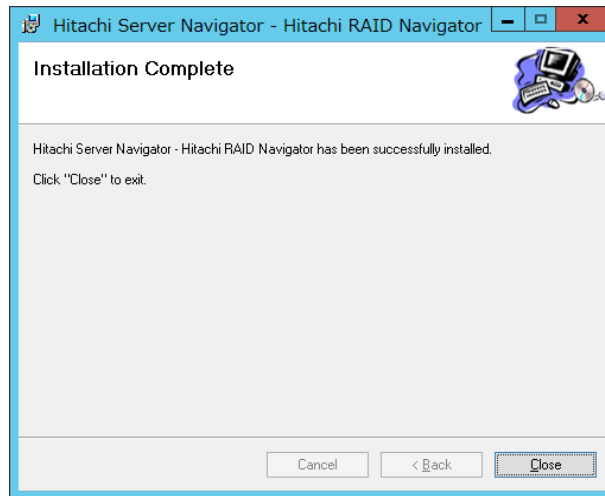 Hitachi Server Navigator - Hitachi RAID Navigator
Installation Complete
Hitachi Server Navigator - Hitachi RAID Navigator has been successfully installed.
Click "Close" to exit.
Cancel
< Back
Close